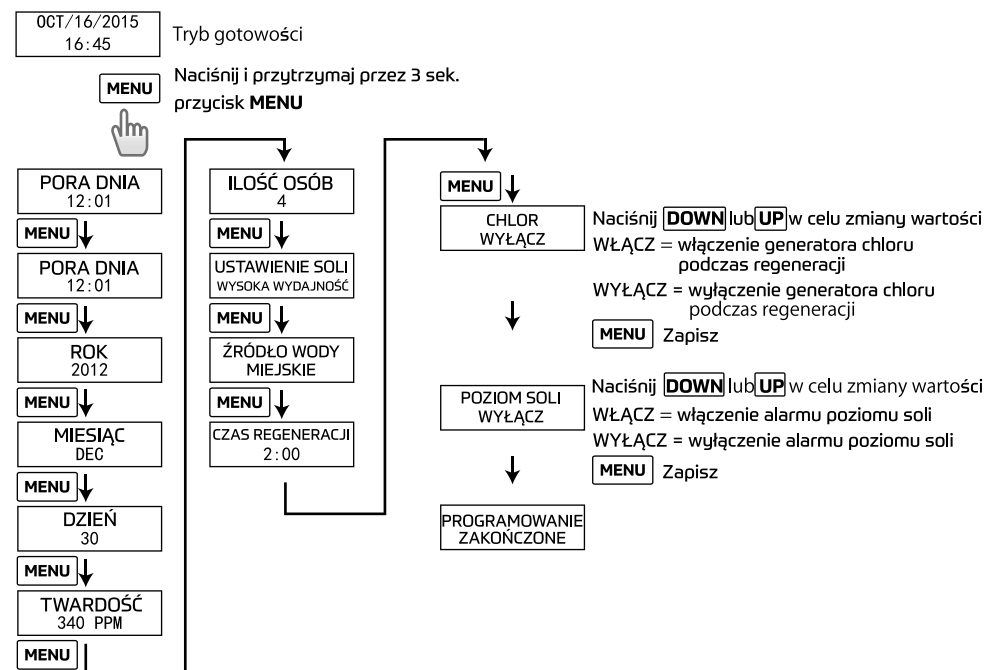 OCT/16/2015
16:45
Tryb gotowości
MENU
Naciśnij i przytrzymaj przez 3 sek.
przycisk MENU
PORA DNIA
12:01
MENU
PORA DNIA
12:01
MENU
ROK
2012
MENU
MIESIĄC
DEC
MENU
DZIEŃ
30
MENU
TWARDOŚĆ
340 PPM
MENU
ILOŚĆ OSÓB
4
MENU
USTAWIENIE SOLI
WYSOKA WYDAJNOŚĆ
MENU
ŹRÓDŁO WODY
MIEJSKIE
MENU
CZAS REGENERACJI
2:00
MENU
CHLOR
WYŁĄCZ
Naciśnij DOWN lub UP w celu zmiany wartości
WŁĄCZ = włączenie generatora chloru
podczas regeneracji
WYŁĄCZ = wyłączenie generatora chloru
podczas regeneracji
MENU Zapisz
POZIOM SOLI
WYŁĄCZ
Naciśnij DOWN lub UP w celu zmiany wartości
WŁĄCZ = włączenie alarmu poziomu soli
WYŁĄCZ = wyłączenie alarmu poziomu soli
MENU Zapisz
PROGRAMOWANIE
ZAKOŃCZONE